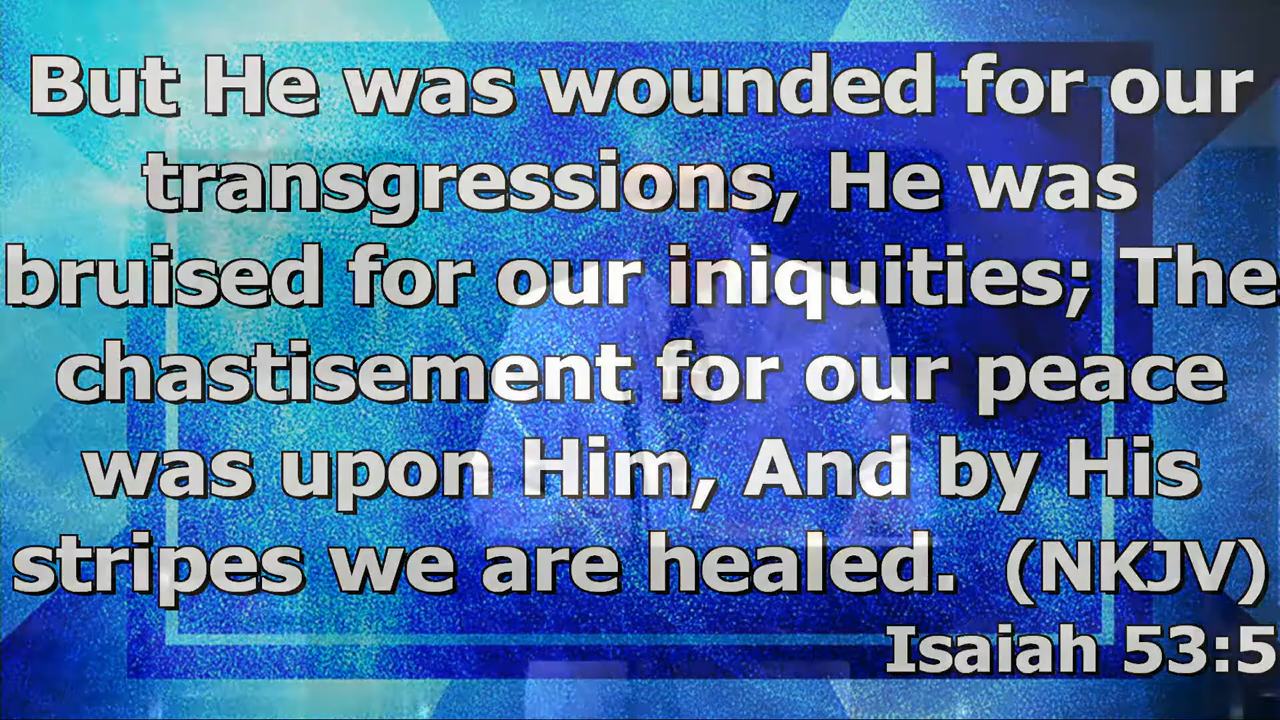 But He was wounded for our
transgressions, He was
bruised for our iniquities; The
chastisement for our peace
was upon Him, And by His
stripes we are healed. (NKJV)
Isaiah 53:5